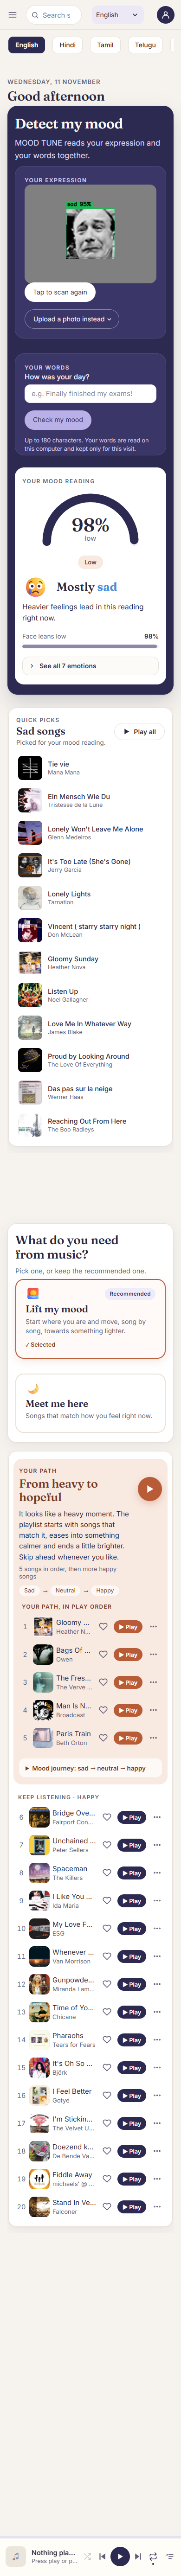 Search s
English
English
Hindi
Tamil
Telugu
WEDNESDAY, 11 NOVEMBER
Good afternoon
Detect my mood
MOOD TUNE reads your expression and
your words together.
YOUR EXPRESSION
sad 95%
Tap to scan again
Upload a photo instead
YOUR WORDS
How was your day?
e.g. Finally finished my exams!
Check my mood
Up to 180 characters. Your words are read on
this computer and kept only for this visit.
YOUR MOOD READING
98%
low
Low
Mostly sad
Heavier feelings lead in this reading
right now.
Face leans low 98%
See all 7 emotions
QUICK PICKS
Sad songs
Picked for your mood reading.
Play all
Tie vie
Mana Mana
Ein Mensch Wie Du
Tristesse de la Lune
Lonely Won't Leave Me Alone
Glenn Medeiros
It's Too Late (She's Gone)
Jerry Garcia
Lonely Lights
Tarnation
Vincent ( starry starry night )
Don McLean
Gloomy Sunday
Heather Nova
Listen Up
Noel Gallagher
Love Me In Whatever Way
James Blake
Proud by Looking Around
The Love Of Everything
Das pas sur la neige
Werner Haas
Reaching Out From Here
The Boo Radleys
What do you need
from music?
Pick one, or keep the recommended one.
Recommended
Lift my mood
Start where you are and move, song by
song, towards something lighter.
✓ Selected
Meet me here
Songs that match how you feel right now.
YOUR PATH
From heavy to
hopeful
It looks like a heavy moment. The
playlist starts with songs that
match it, eases into something
calmer and ends a little brighter.
Skip ahead whenever you like.
5 songs in order, then more happy
songs
Sad → Neutral → Happy
YOUR PATH, IN PLAY ORDER
1 Gloomy ... Play
Heather N...
2 Bags Of ... Play
Owen
3 The Fres... Play
The Verve ...
4 Man Is N... Play
Broadcast
5 Paris Train Play
Beth Orton
Mood journey: sad → neutral → happy
KEEP LISTENING · HAPPY
6 Bridge Ove... Play
Fairport Con...
7 Unchained ... Play
Peter Sellers
8 Spaceman Play
The Killers
9 I Like You ... Play
Ida Maria
10 My Love F... Play
ESG
11 Whenever ... Play
Van Morrison
12 Gunpowde... Play
Miranda Lam...
13 Time of Yo... Play
Chicane
14 Pharaohs Play
Tears for Fears
15 It's Oh So ... Play
Björk
16 I Feel Better Play
Gotye
17 I'm Stickin... Play
The Velvet U...
18 Doezend k... Play
De Bende Va...
19 Fiddle Away Play
michaels' @ ...
20 Stand In Ve... Play
Falconer
Nothing pla...
Press play or p...